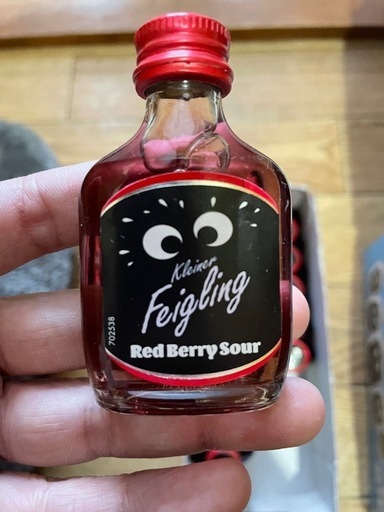 Kleiner
Feigling
Red Berry Sour
702538